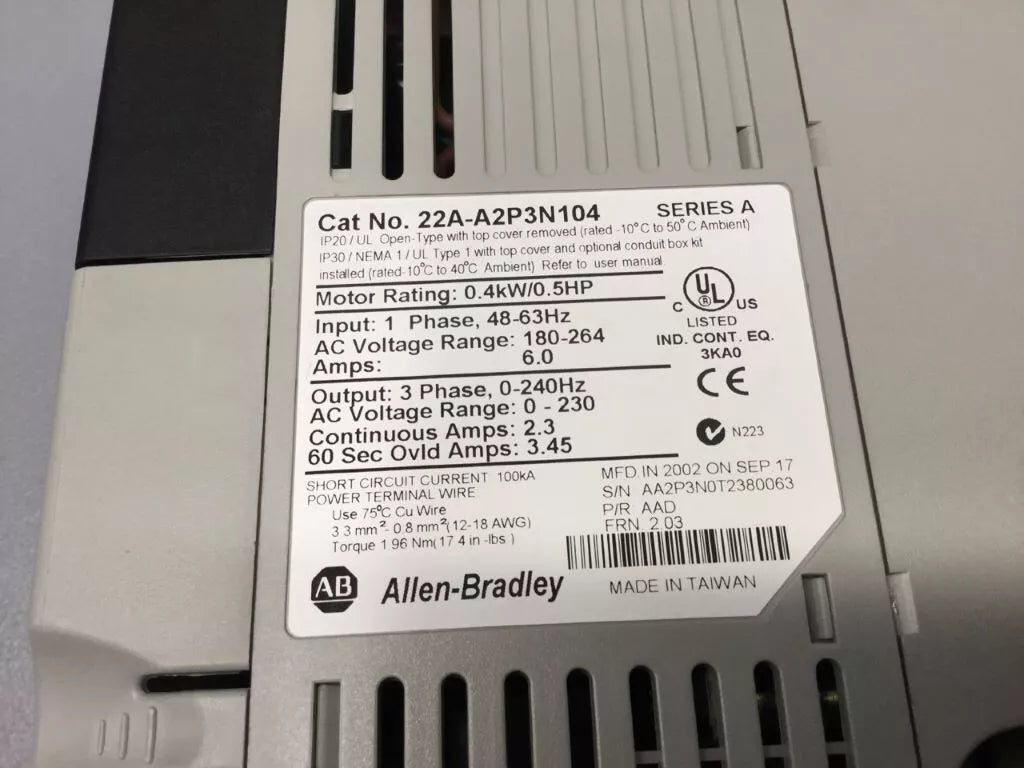 Cat No. 22A-A2P3N104 SERIES A
IP20 / UL Open-Type with top cover removed (rated -10°C to 50°C Ambient)
IP30 / NEMA 1 / UL Type 1 with top cover and optional conduit box kit
installed (rated-10°C to 40°C Ambient) Refer to user manual.
Motor Rating: 0.4kW/0.5HP
Input: 1 Phase, 48-63Hz
AC Voltage Range: 180-264
Amps: 6.0
C UL ® US
LISTED
IND. CONT. EQ.
3KA0
CE
Output: 3 Phase, 0-240Hz
AC Voltage Range: 0 - 230
Continuous Amps: 2.3
60 Sec Ovld Amps: 3.45
N223
SHORT CIRCUIT CURRENT 100kA
POWER TERMINAL WIRE
Use 75°C Cu Wire
3.3 mm²- 0.8 mm² (12-18 AWG)
Torque 1.96 Nm(17.4 in -lbs )
MFD.IN 2002 ON SEP 17
S/N AA2P3N0T2380063
P/R: AAD
FRN 2.03
AB Allen-Bradley
MADE IN TAIWAN